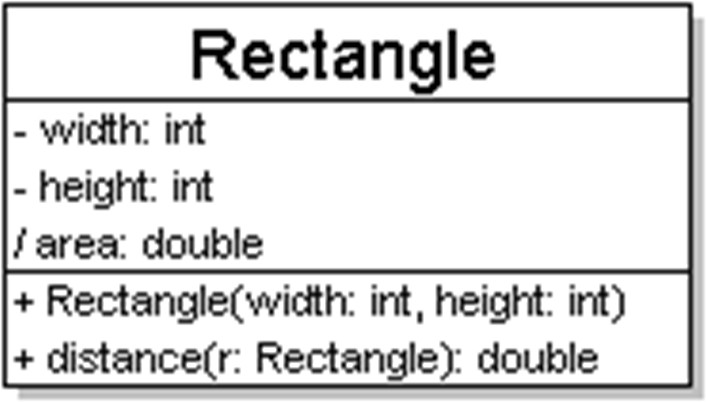 Rectangle
- width: int
- height: int
/ area: double
+ Rectangle(width: int, height: int)
+ distance(r: Rectangle): double